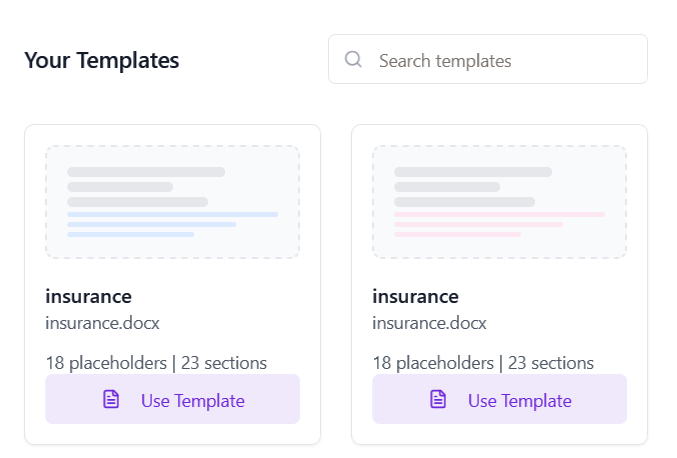 Your Templates
Search templates
insurance
insurance.docx
18 placeholders | 23 sections
Use Template
insurance
insurance.docx
18 placeholders | 23 sections
Use Template